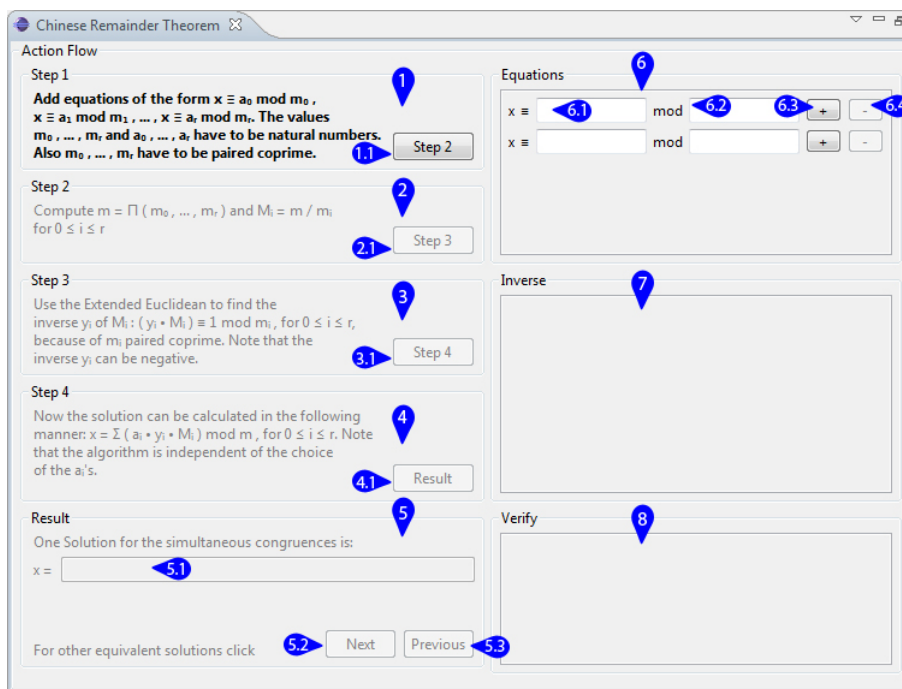 Chinese Remainder Theorem
Action Flow
Step 1
1
Add equations of the form x ≡ a₀ mod m₀ ,
x ≡ a₁ mod m₁ , ... , x ≡ aᵣ mod mᵣ. The values
m₀ , ... , mᵣ and a₀ , ... , aᵣ have to be natural numbers.
Also m₀ , ... , mᵣ have to be paired coprime.
1.1
Step 2
Step 2
2
Compute m = Π ( m₀ , ... , mᵣ ) and Mᵢ = m / mᵢ
for 0 ≤ i ≤ r
2.1
Step 3
Step 3
3
Use the Extended Euclidean to find the
inverse yᵢ of Mᵢ : ( yᵢ • Mᵢ ) ≡ 1 mod mᵢ , for 0 ≤ i ≤ r,
because of mᵢ paired coprime. Note that the
inverse yᵢ can be negative.
3.1
Step 4
Step 4
4
Now the solution can be calculated in the following
manner: x = Σ ( aᵢ • yᵢ • Mᵢ ) mod m , for 0 ≤ i ≤ r. Note
that the algorithm is independent of the choice
of the aᵢ's.
4.1
Result
Result
5
One Solution for the simultaneous congruences is:
x =
5.1
For other equivalent solutions click
5.2
Next
Previous
5.3
Equations
6
x ≡ 6.1 mod 6.2 6.3 + - 6.4
x ≡ mod + -
Inverse
7
Verify
8